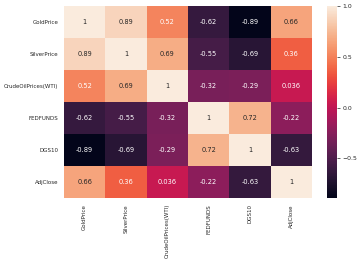 GoldPrice 1 0.89 0.52 -0.62 -0.89 0.66
SilverPrice 0.89 1 0.69 -0.55 -0.69 0.36
CrudeOilPrices(WTI) 0.52 0.69 1 -0.32 -0.29 0.036
FEDFUNDS -0.62 -0.55 -0.32 1 0.72 -0.22
DGS10 -0.89 -0.69 -0.29 0.72 1 -0.63
AdjClose 0.66 0.36 0.036 -0.22 -0.63 1
GoldPrice SilverPrice CrudeOilPrices(WTI) FEDFUNDS DGS10 AdjClose
1.0
0.5
0.0
−0.5